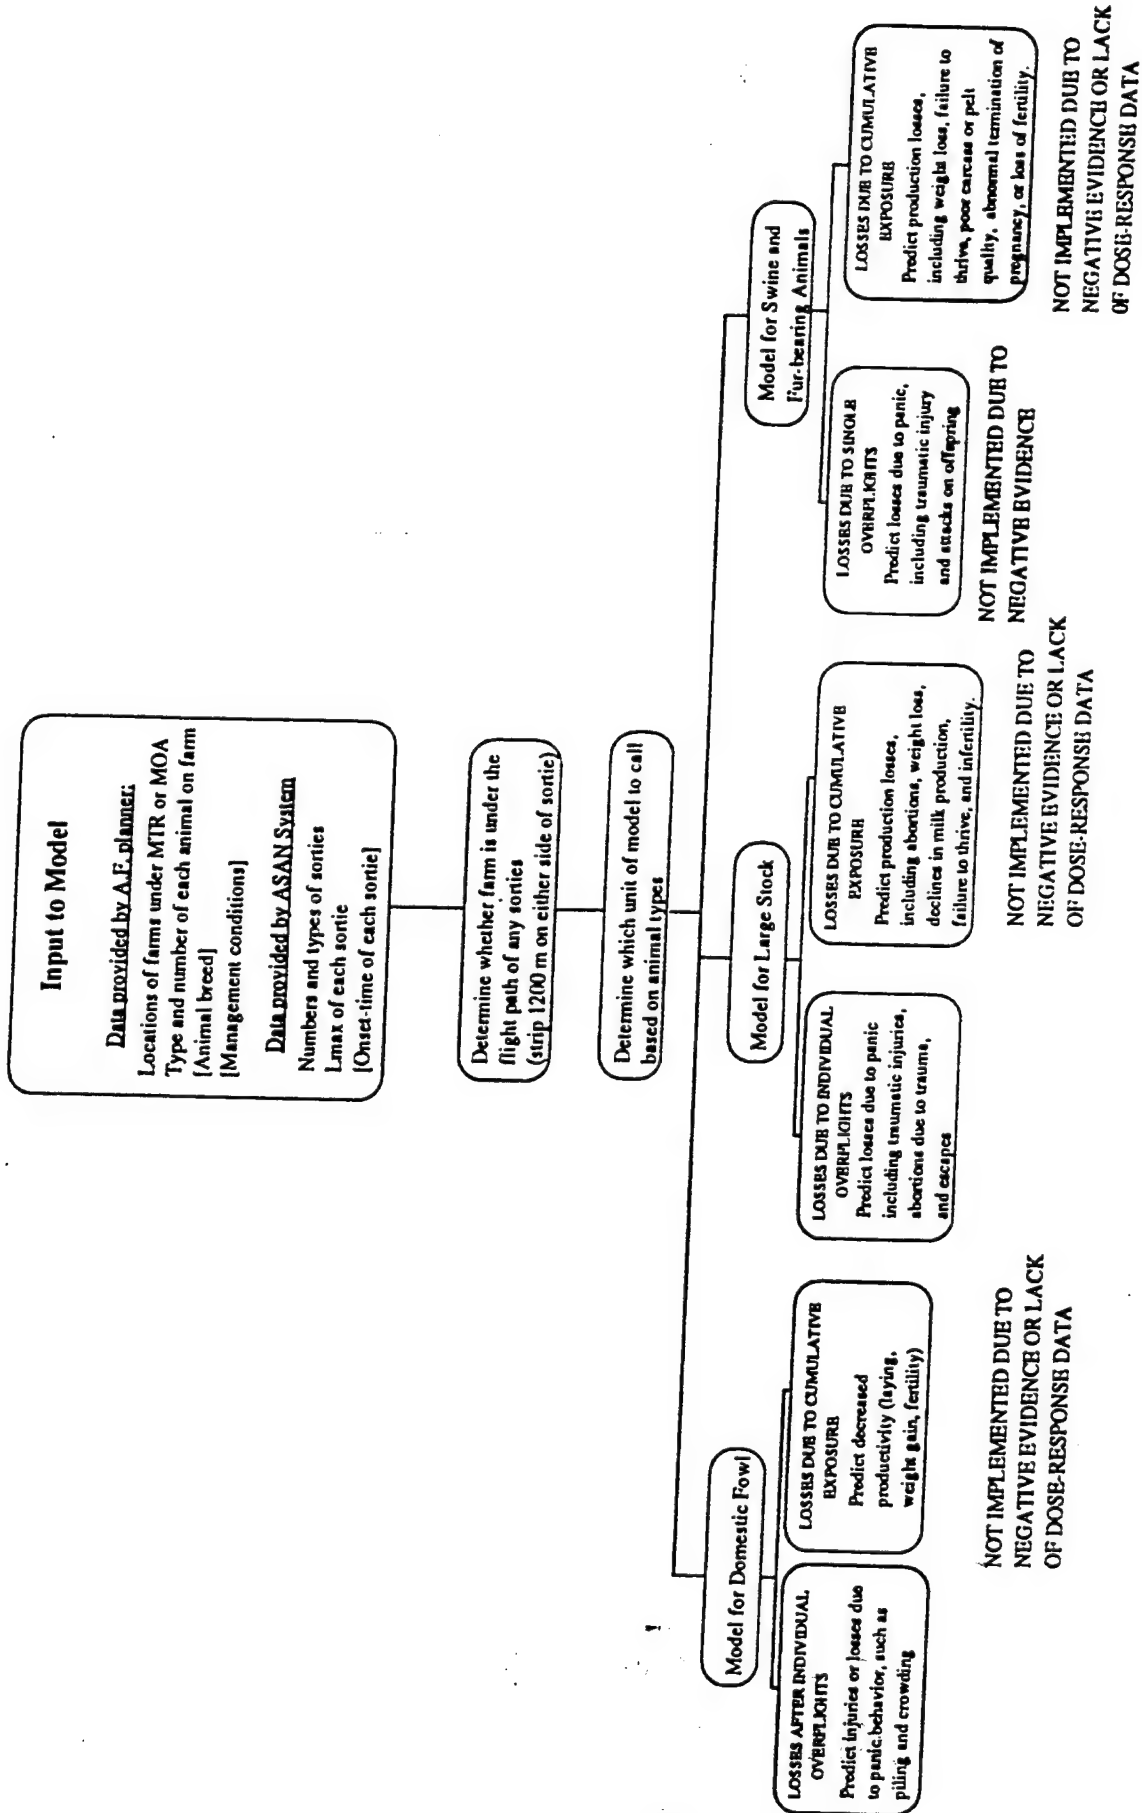 Input to Model
Data provided by A.F. planner:
Locations of farms under MTR or MOA
Type and number of each animal on farm
[Animal breed]
[Management conditions]
Data provided by ASAN System
Numbers and types of sorties
Lmax of each sortie
[Onset-time of each sortie]
Determine whether farm is under the
flight path of any sorties
(strip 1200 m on either side of sortie)
Determine which unit of model to call
based on animal types
Model for Domestic Fowl
LOSSES AFTER INDIVIDUAL
OVERFLIGHTS
Predict injuries or losses due
to panic behavior, such as
piling and crowding
LOSSES DUE TO CUMULATIVE
EXPOSURE
Predict decreased
productivity (laying,
weight gain, fertility)
NOT IMPLEMENTED DUE TO
NEGATIVE EVIDENCE OR LACK
OF DOSE-RESPONSE DATA
Model for Large Stock
LOSSES DUE TO INDIVIDUAL
OVERFLIGHTS
Predict losses due to panic
including traumatic injuries,
abortions due to trauma,
and escapes
LOSSES DUE TO CUMULATIVE
EXPOSURE
Predict production losses,
including abortions, weight loss,
declines in milk production,
failure to thrive, and infertility.
NOT IMPLEMENTED DUE TO
NEGATIVE EVIDENCE OR LACK
OF DOSE-RESPONSE DATA
Model for Swine and
Fur-bearing Animals
LOSSES DUE TO SINGLE
OVERFLIGHTS
Predict losses due to panic,
including traumatic injury
and attacks on offspring
NOT IMPLEMENTED DUE TO
NEGATIVE EVIDENCE
LOSSES DUE TO CUMULATIVE
EXPOSURE
Predict production losses,
including weight loss, failure to
thrive, poor carcass or pelt
quality, abnormal termination of
pregnancy, or loss of fertility.
NOT IMPLEMENTED DUE TO
NEGATIVE EVIDENCE OR LACK
OF DOSE-RESPONSE DATA